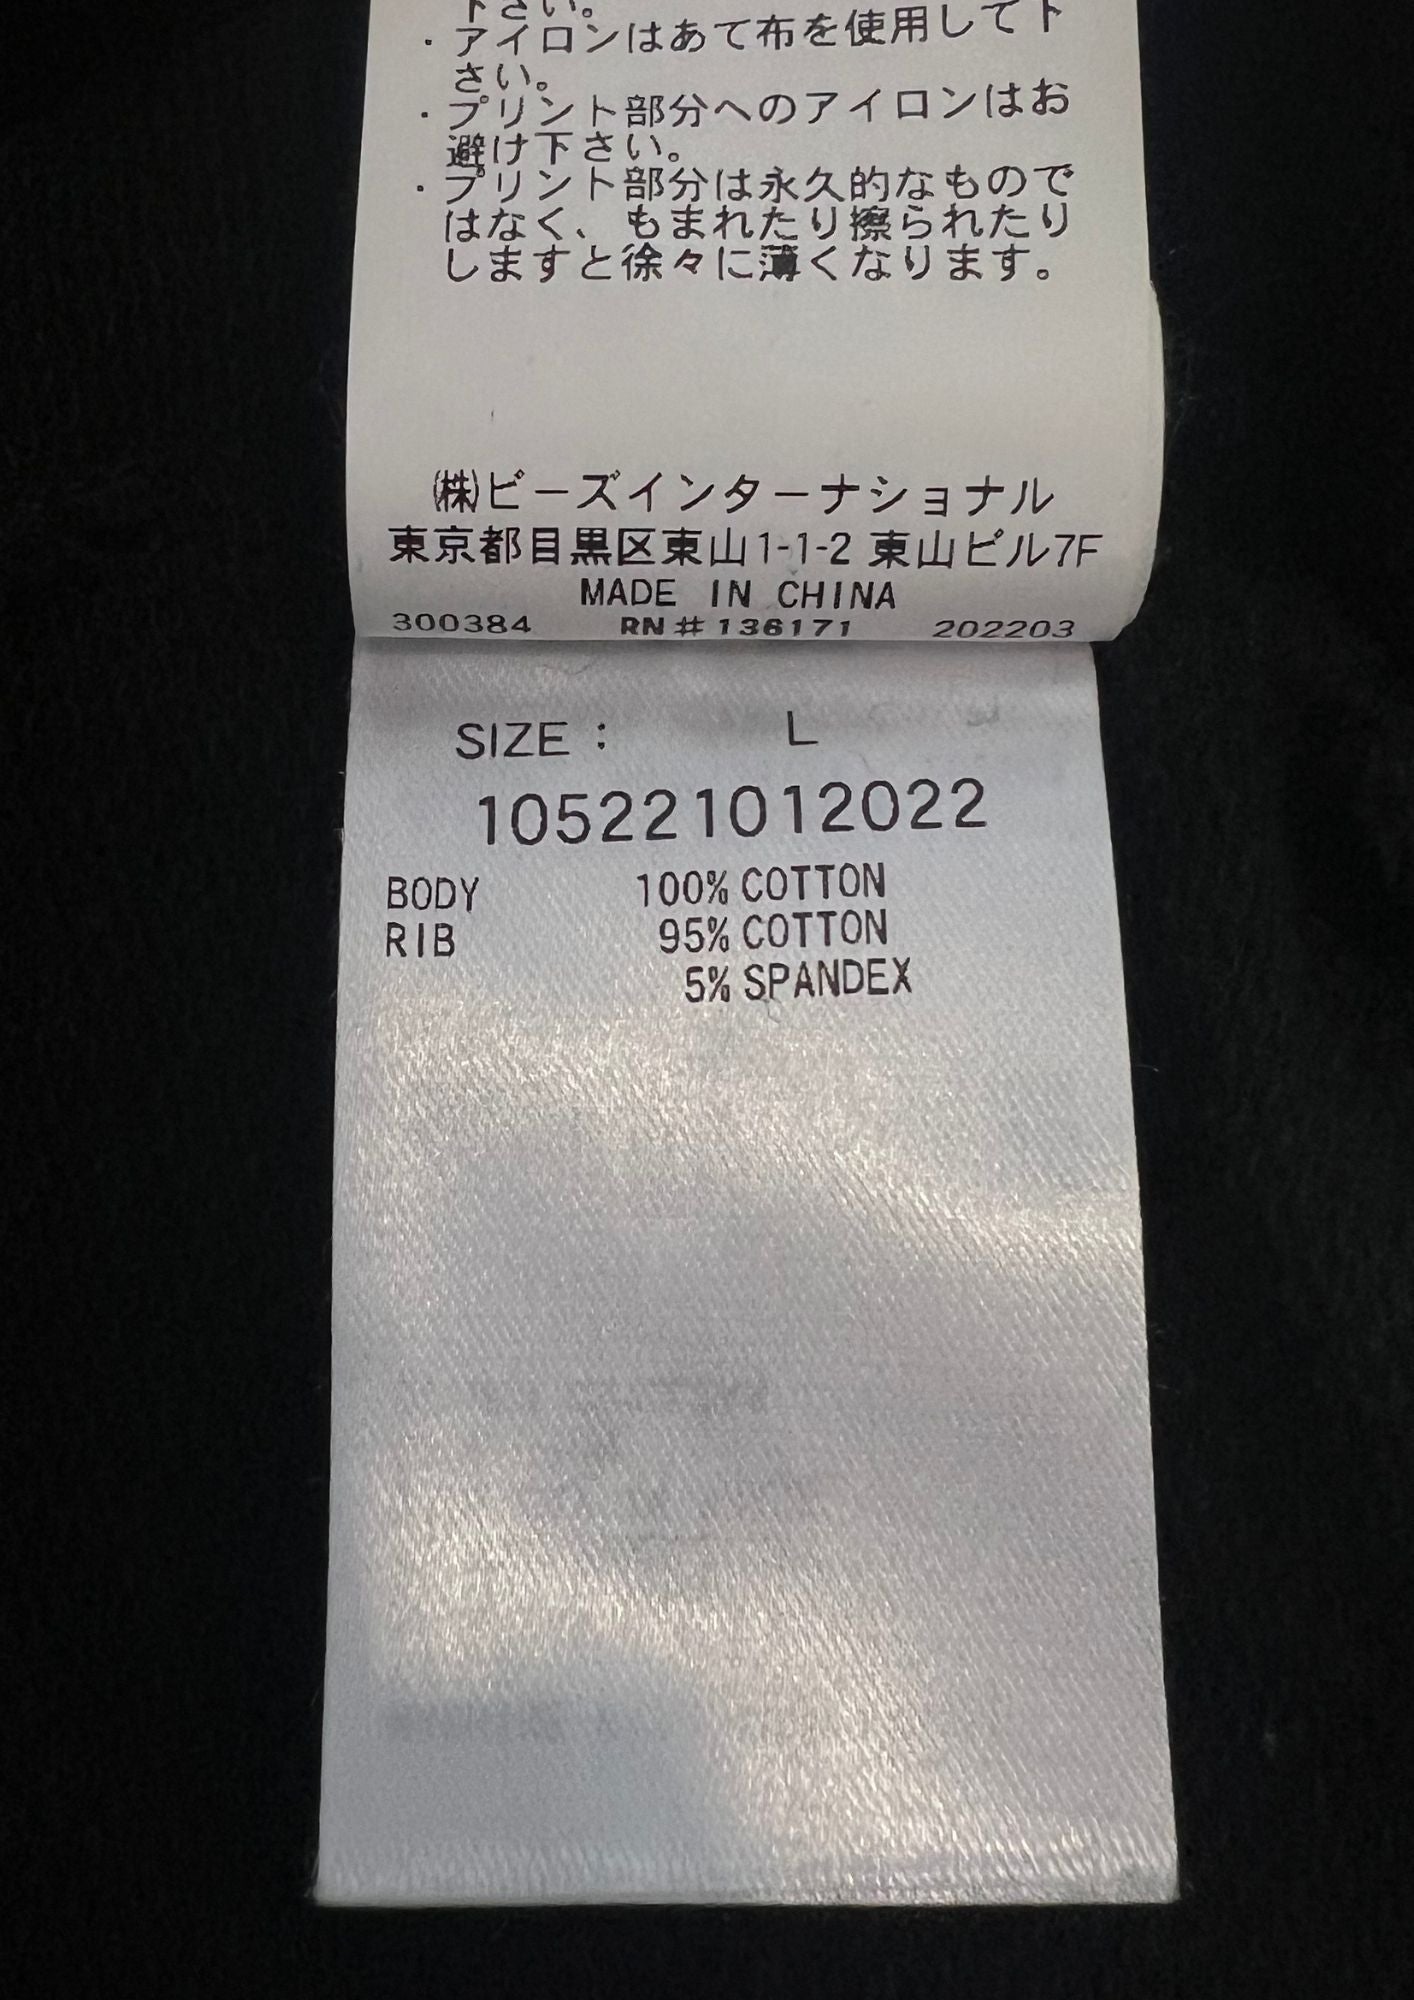 下さい。
・アイロンはあて布を使用して下
さい。
・プリント部分へのアイロンはお
避け下さい。
・プリント部分は永久的なもので
はなく、もまれたり擦られたり
しますと徐々に薄くなります。
㈱ビーズインターナショナル
東京都目黒区東山1-1-2 東山ビル7F
MADE IN CHINA
300384 RN#136171 202203
SIZE : L
105221012022
BODY 100% COTTON
RIB 95% COTTON
5% SPANDEX